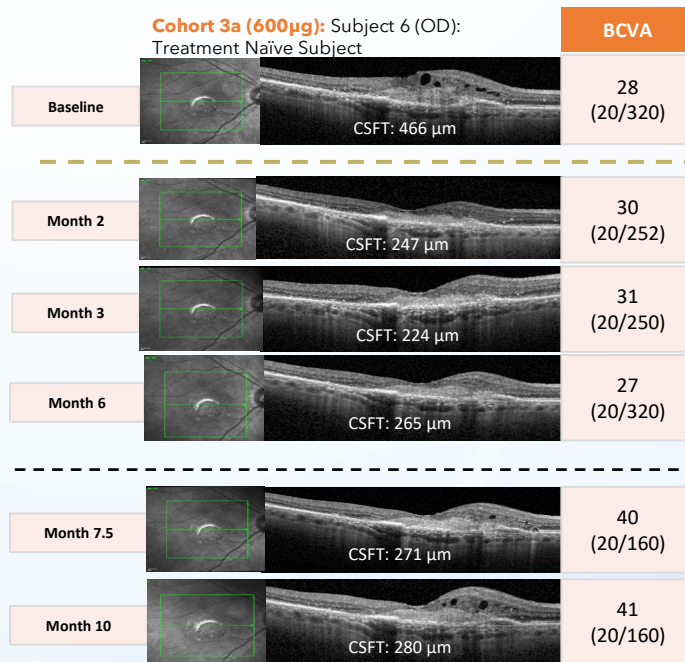 Cohort 3a (600µg): Subject 6 (OD):
Treatment Naïve Subject
BCVA
Baseline
CSFT: 466 µm
28
(20/320)
Month 2
CSFT: 247 µm
30
(20/252)
Month 3
CSFT: 224 µm
31
(20/250)
Month 6
CSFT: 265 µm
27
(20/320)
Month 7.5
CSFT: 271 µm
40
(20/160)
Month 10
CSFT: 280 µm
41
(20/160)